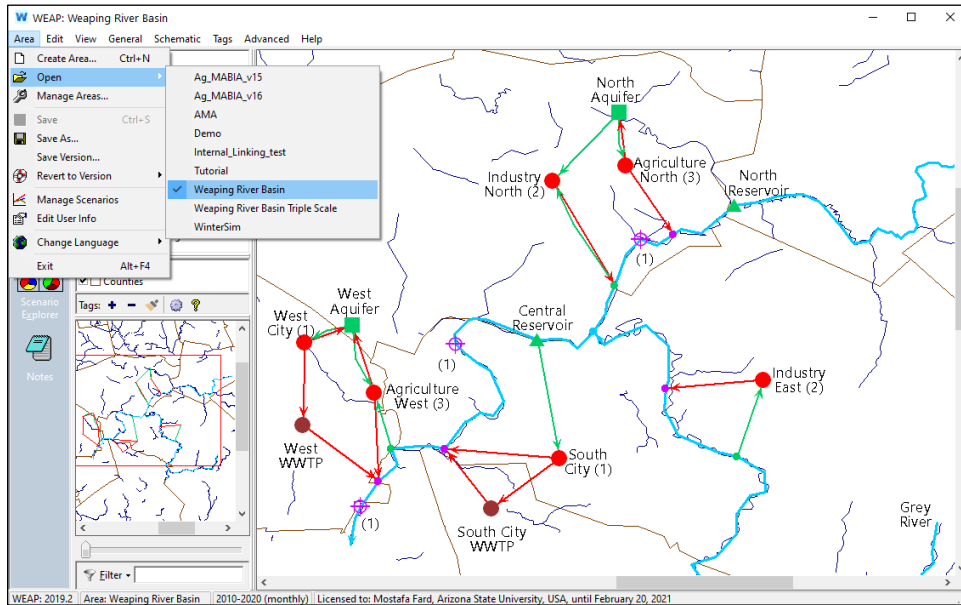 WEAP: Weaping River Basin
Area Edit View General Schematic Tags Advanced Help
Create Area... Ctrl+N
Open
Manage Areas...
Save Ctrl+S
Save As...
Save Version...
Revert to Version
Manage Scenarios
Edit User Info
Change Language
Exit Alt+F4
Ag_MABIA_v15
Ag_MABIA_v16
AMA
Demo
Internal_Linking_test
Tutorial
Weaping River Basin
Weaping River Basin Triple Scale
WinterSim
Counties
Scenario
Explorer
Notes
Tags:
Filter
North
Aquifer
Industry
North (2)
Agriculture
North (3)
North
Reservoir
(1)
West
Aquifer
West
City (1)
Central
Reservoir
(1)
Agriculture
West (3)
Industry
East (2)
West
WWTP
South
City (1)
(1)
South City
WWTP
Grey
River
WEAP: 2019.2 Area: Weaping River Basin 2010-2020 (monthly) Licensed to: Mostafa Fard, Arizona State University, USA, until February 20, 2021